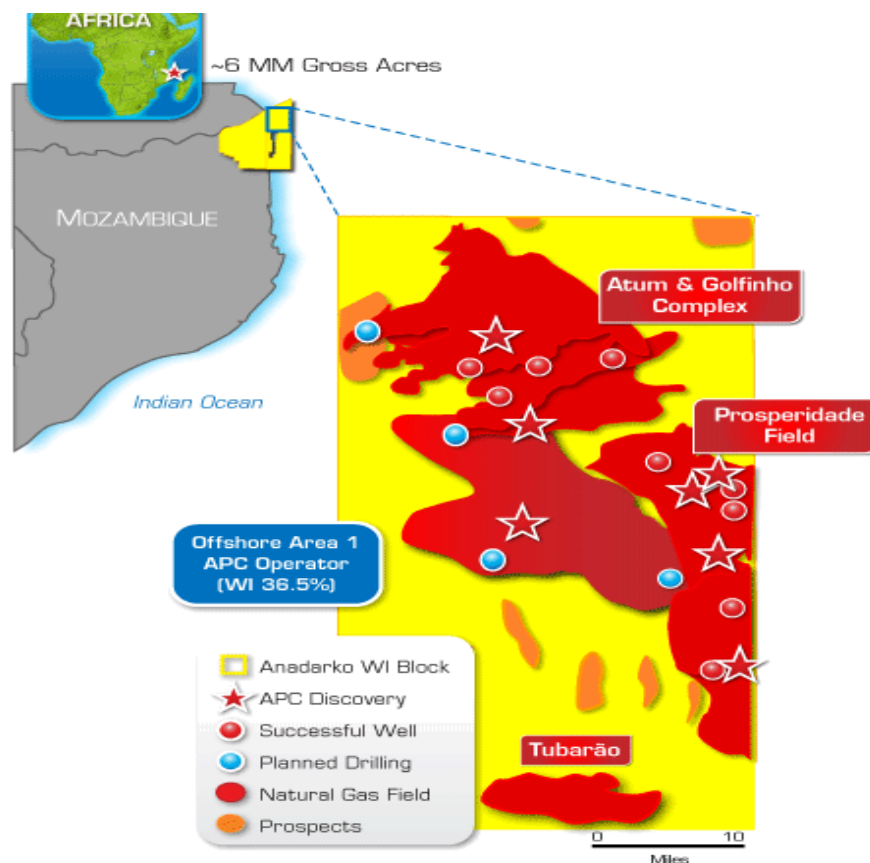 AFRICA
~6 MM Gross Acres
MOZAMBIQUE
Indian Ocean
Atum & Golfinho
Complex
Prosperidade
Field
Offshore Area 1
APC Operator
(WI 36.5%)
Anadarko WI Block
APC Discovery
Successful Well
Planned Drilling
Natural Gas Field
Prospects
Tubarão
0 10
Miles